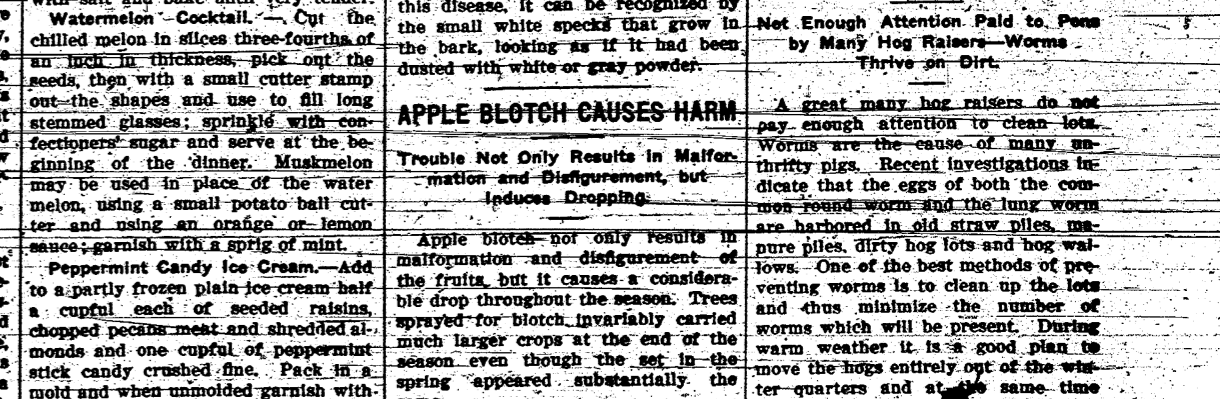 Watermelon Cocktail. — Cut the
chilled melon in slices three-fourths of
an inch in thickness, pick out the
seeds, then with a small cutter stamp
out the shapes and use to fill long
stemmed glasses; sprinkle with con-
fectioners' sugar and serve at the be-
ginning of the dinner. Muskmelon
may be used in place of the water
melon, using a small potato ball cut-
ter and using an orange or lemon
sauce; garnish with a sprig of mint.
Peppermint Candy Ice Cream.—Add
to a partly frozen plain ice cream half
a cupful each of seeded raisins,
chopped pecans meat and shredded al-
monds and one cupful of peppermint
stick candy crushed fine. Pack in a
mold and when unmolded garnish with-
this disease, it can be recognized by
the small white specks that grow in
the bark, looking as if it had been
dusted with white or gray powder.
APPLE BLOTCH CAUSES HARM
Trouble Not Only Results in Malfor-
mation and Disfigurement, but
Induces Dropping.
Apple blotch not only results in
malformation and disfigurement of
the fruits, but it causes a considera-
ble drop throughout the season. Trees
sprayed for blotch invariably carried
much larger crops at the end of the
season even though the set in the
spring appeared substantially the
Not Enough Attention Paid to Pens
by Many Hog Raisers—Worms
Thrive on Dirt.
A great many hog raisers do not
pay enough attention to clean lots.
Worms are the cause of many un-
thrifty pigs. Recent investigations in-
dicate that the eggs of both the com-
mon round worm and the lung worm
are harbored in old straw piles, ma-
pure piles, dirty hog lots and hog wal-
lows. One of the best methods of pre-
venting worms is to clean up the lots
and thus minimize the number of
worms which will be present. During
warm weather it is a good plan to
move the hogs entirely out of the win-
ter quarters and at the same time